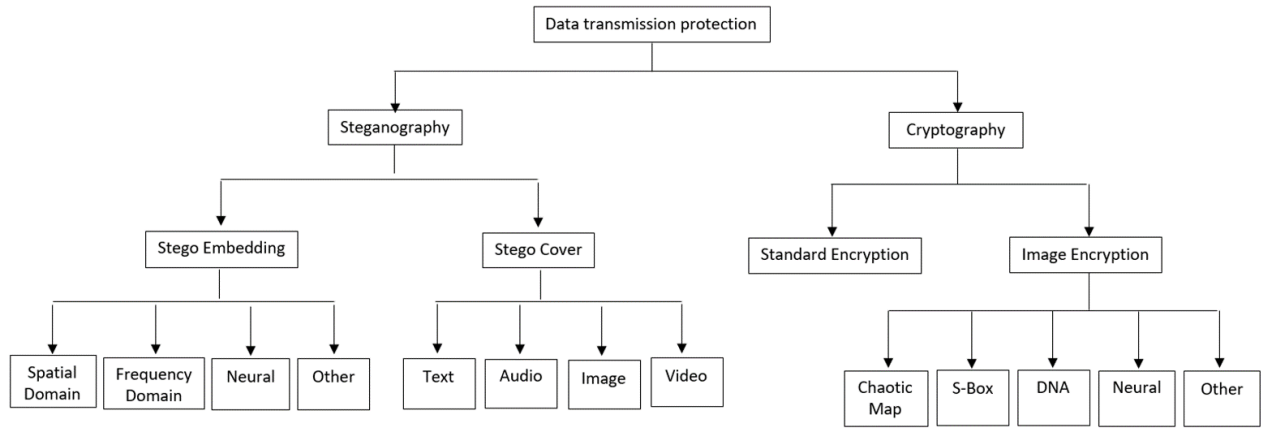 Data transmission protection
Steganography
Cryptography
Stego Embedding
Stego Cover
Standard Encryption
Image Encryption
Spatial
Domain
Frequency
Domain
Neural
Other
Text
Audio
Image
Video
Chaotic
Map
S-Box
DNA
Neural
Other